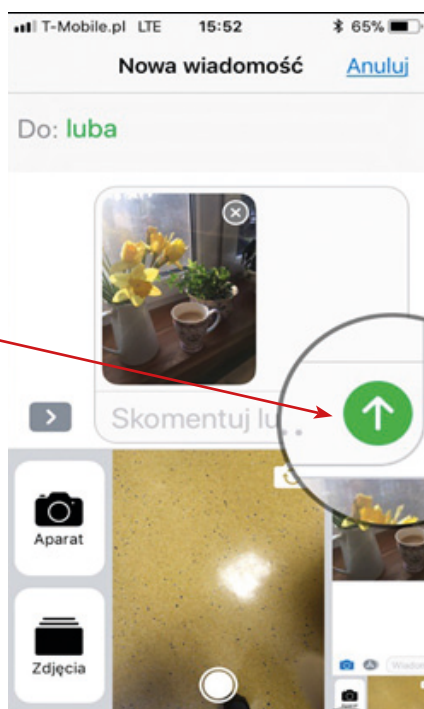 T-Mobile.pl LTE 15:52 65%
Nowa wiadomość Anuluj
Do: luba
Skomentuj lu..
Aparat
Zdjęcia